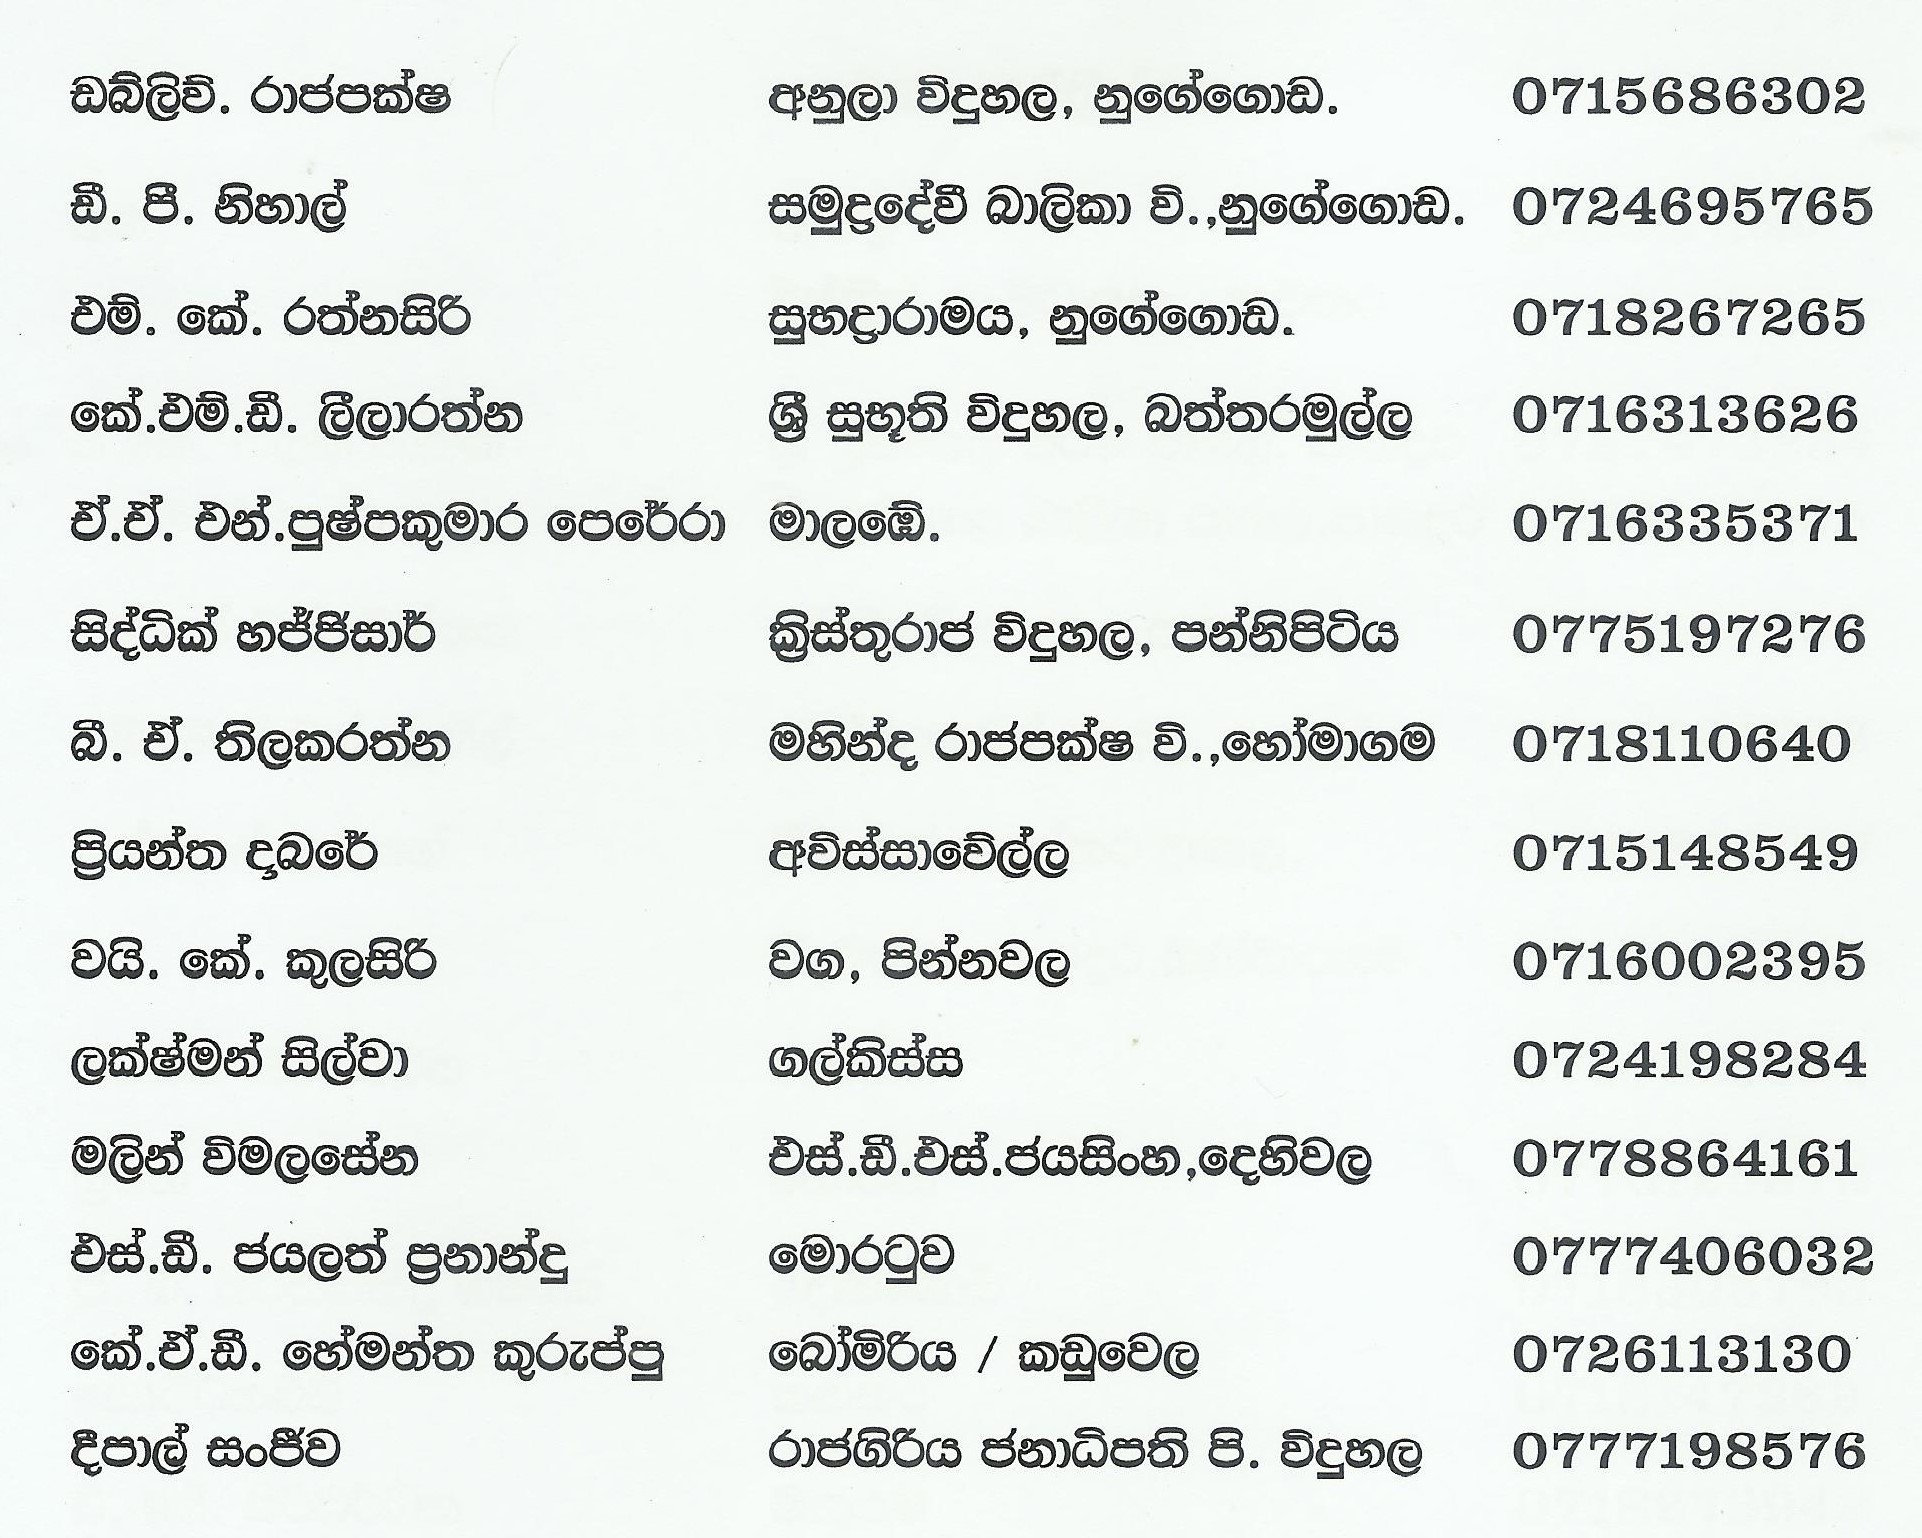 ඩබ්ලිව්. රාජපක්ෂ අනුලා විදුහල, නුගේගොඩ. 0715686302
ඩී. පී. නිහාල් සමුද්‍රදේවී බාලිකා වි.,නුගේගොඩ. 0724695765
එම්. කේ. රත්නසිරි සුභද්‍රාරාමය, නුගේගොඩ. 0718267265
කේ.එම්.ඩී. ලීලාරත්න ශ්‍රී සුභූති විදුහල, බත්තරමුල්ල 0716313626
ඒ.ඒ. එන්.පුෂ්පකුමාර පෙරේරා මාලඹේ. 0716335371
සිද්ධික් හජ්ජිසාර් ක්‍රිස්තුරාජ විදුහල, පන්නිපිටිය 0775197276
බී. ඒ. තිලකරත්න මහින්ද රාජපක්ෂ වි.,හෝමාගම 0718110640
ප්‍රියන්ත දාබරේ අවිස්සාවේල්ල 0715148549
වයි. කේ. කුලසිරි වග, පින්නවල 0716002395
ලක්ෂ්මන් සිල්වා ගල්කිස්ස 0724198284
මලින් විමලසේන එස්.ඩී.එස්.ජයසිංහ,දෙහිවල 0778864161
එස්.ඩී. ජයලත් ප්‍රනාන්දු මොරටුව 0777406032
කේ.ඒ.ඩී. හේමන්ත කුරුප්පු බෝමිරිය / කඩුවෙල 0726113130
දීපාල් සංජීව රාජගිරිය ජනාධිපති පි. විදුහල 0777198576